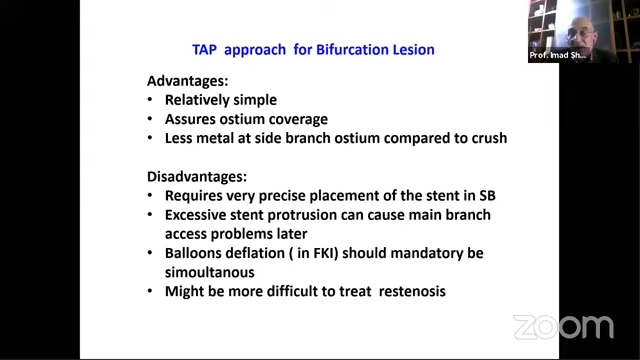 TAP approach for Bifurcation Lesion
Prof. Imad Sh...
Advantages:
• Relatively simple
• Assures ostium coverage
• Less metal at side branch ostium compared to crush
Disadvantages:
• Requires very precise placement of the stent in SB
• Excessive stent protrusion can cause main branch
access problems later
• Balloons deflation ( in FKI) should mandatory be
simoultanous
• Might be more difficult to treat restenosis
zoom